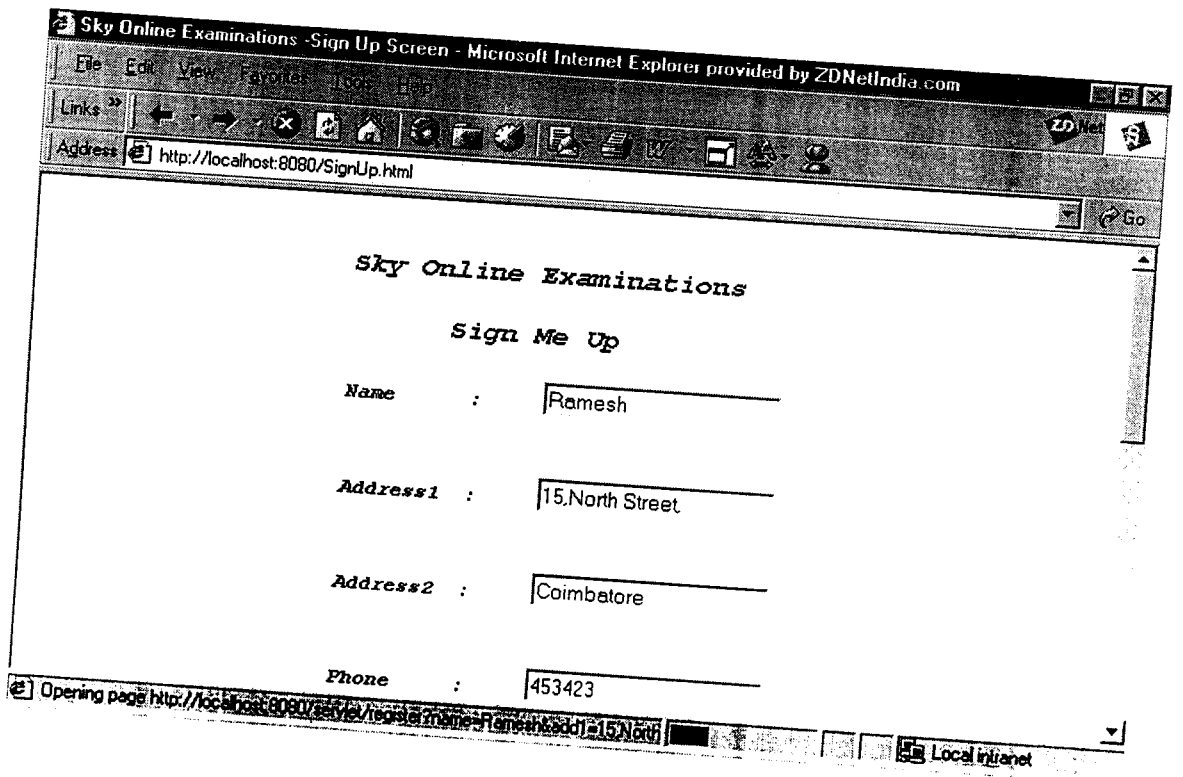 Sky Online Examinations -Sign Up Screen - Microsoft Internet Explorer provided by ZDNetIndia.com
File Edit View Favorites Tools Help
Links »
ZD Net
Address http://localhost:8080/SignUp.html
Go
Sky Online Examinations
Sign Me Up
Name : Ramesh
Address1 : 15,North Street,
Address2 : Coimbatore
Phone : 453423
Opening page http://localhost:8080/servlet/register?name=Ramesh&add1=15,North
Local intranet